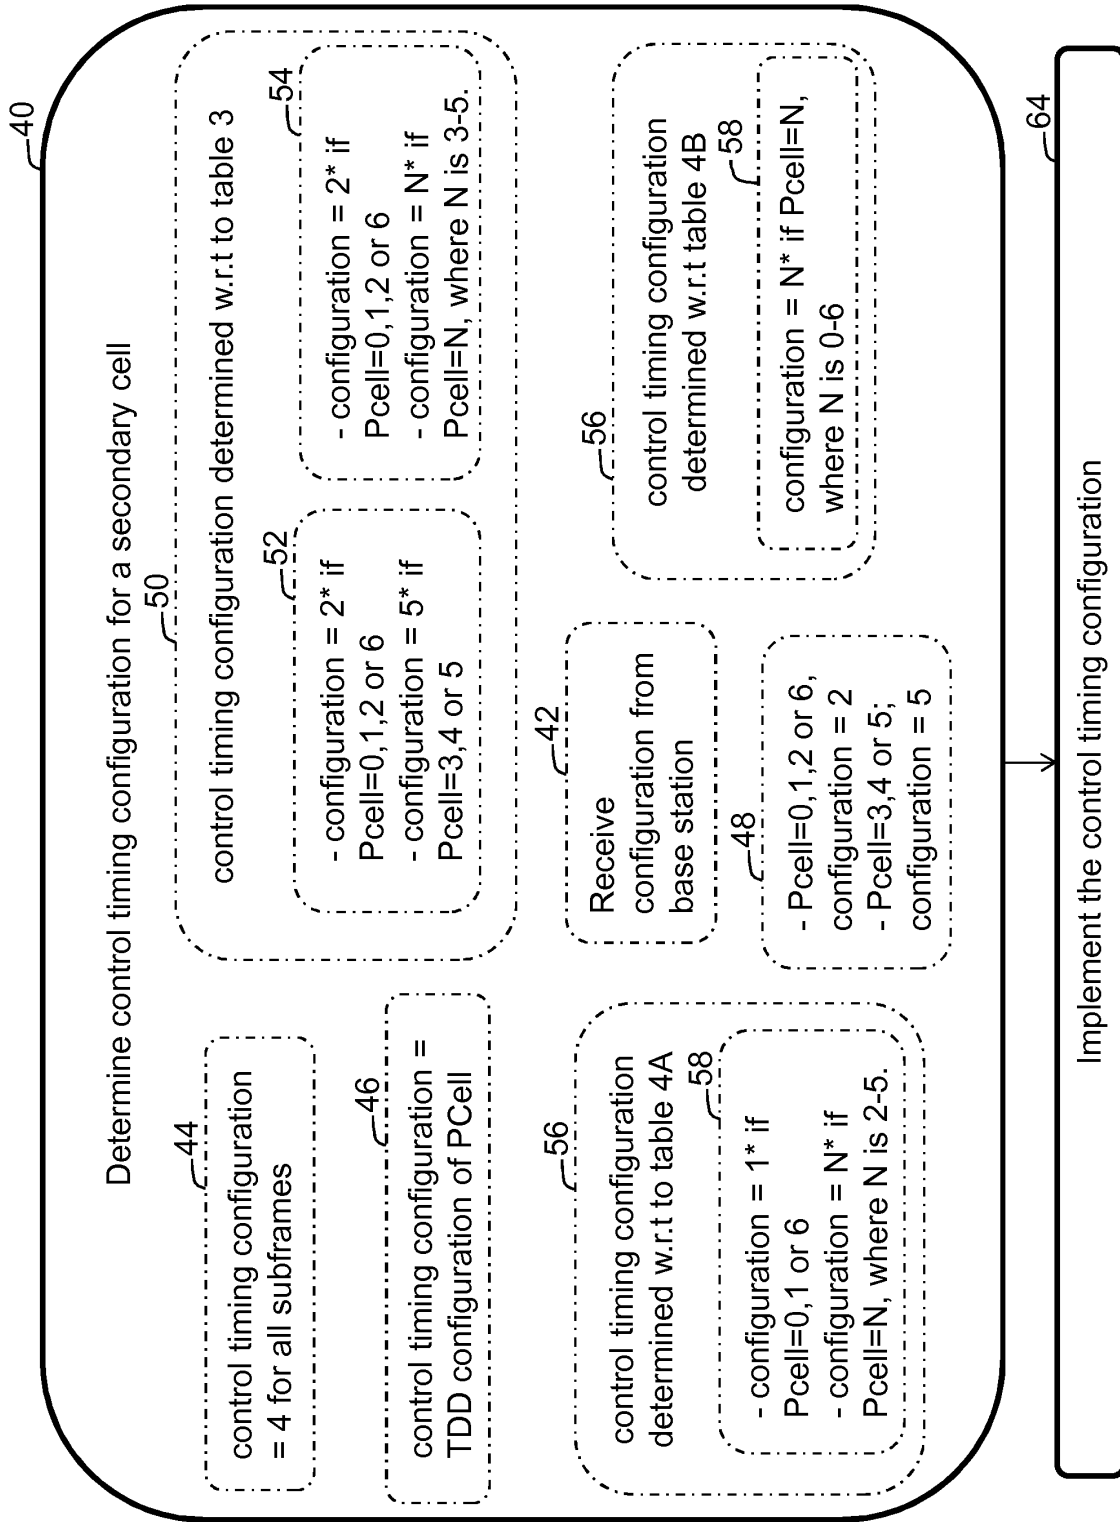 40
Determine control timing configuration for a secondary cell
44
control timing configuration
= 4 for all subframes
46
control timing configuration =
TDD configuration of PCell
50
control timing configuration determined w.r.t to table 3
52
- configuration = 2* if
Pcell=0,1,2 or 6
- configuration = 5* if
Pcell=3,4 or 5
54
- configuration = 2* if
Pcell=0,1,2 or 6
- configuration = N* if
Pcell=N, where N is 3-5.
56
control timing configuration
determined w.r.t to table 4A
58
- configuration = 1* if
Pcell=0,1 or 6
- configuration = N* if
Pcell=N, where N is 2-5.
42
Receive
configuration from
base station
48
- Pcell=0,1,2 or 6,
configuration = 2
- Pcell=3,4 or 5;
configuration = 5
56
control timing configuration
determined w.r.t table 4B
58
configuration = N* if Pcell=N,
where N is 0-6
64
Implement the control timing configuration